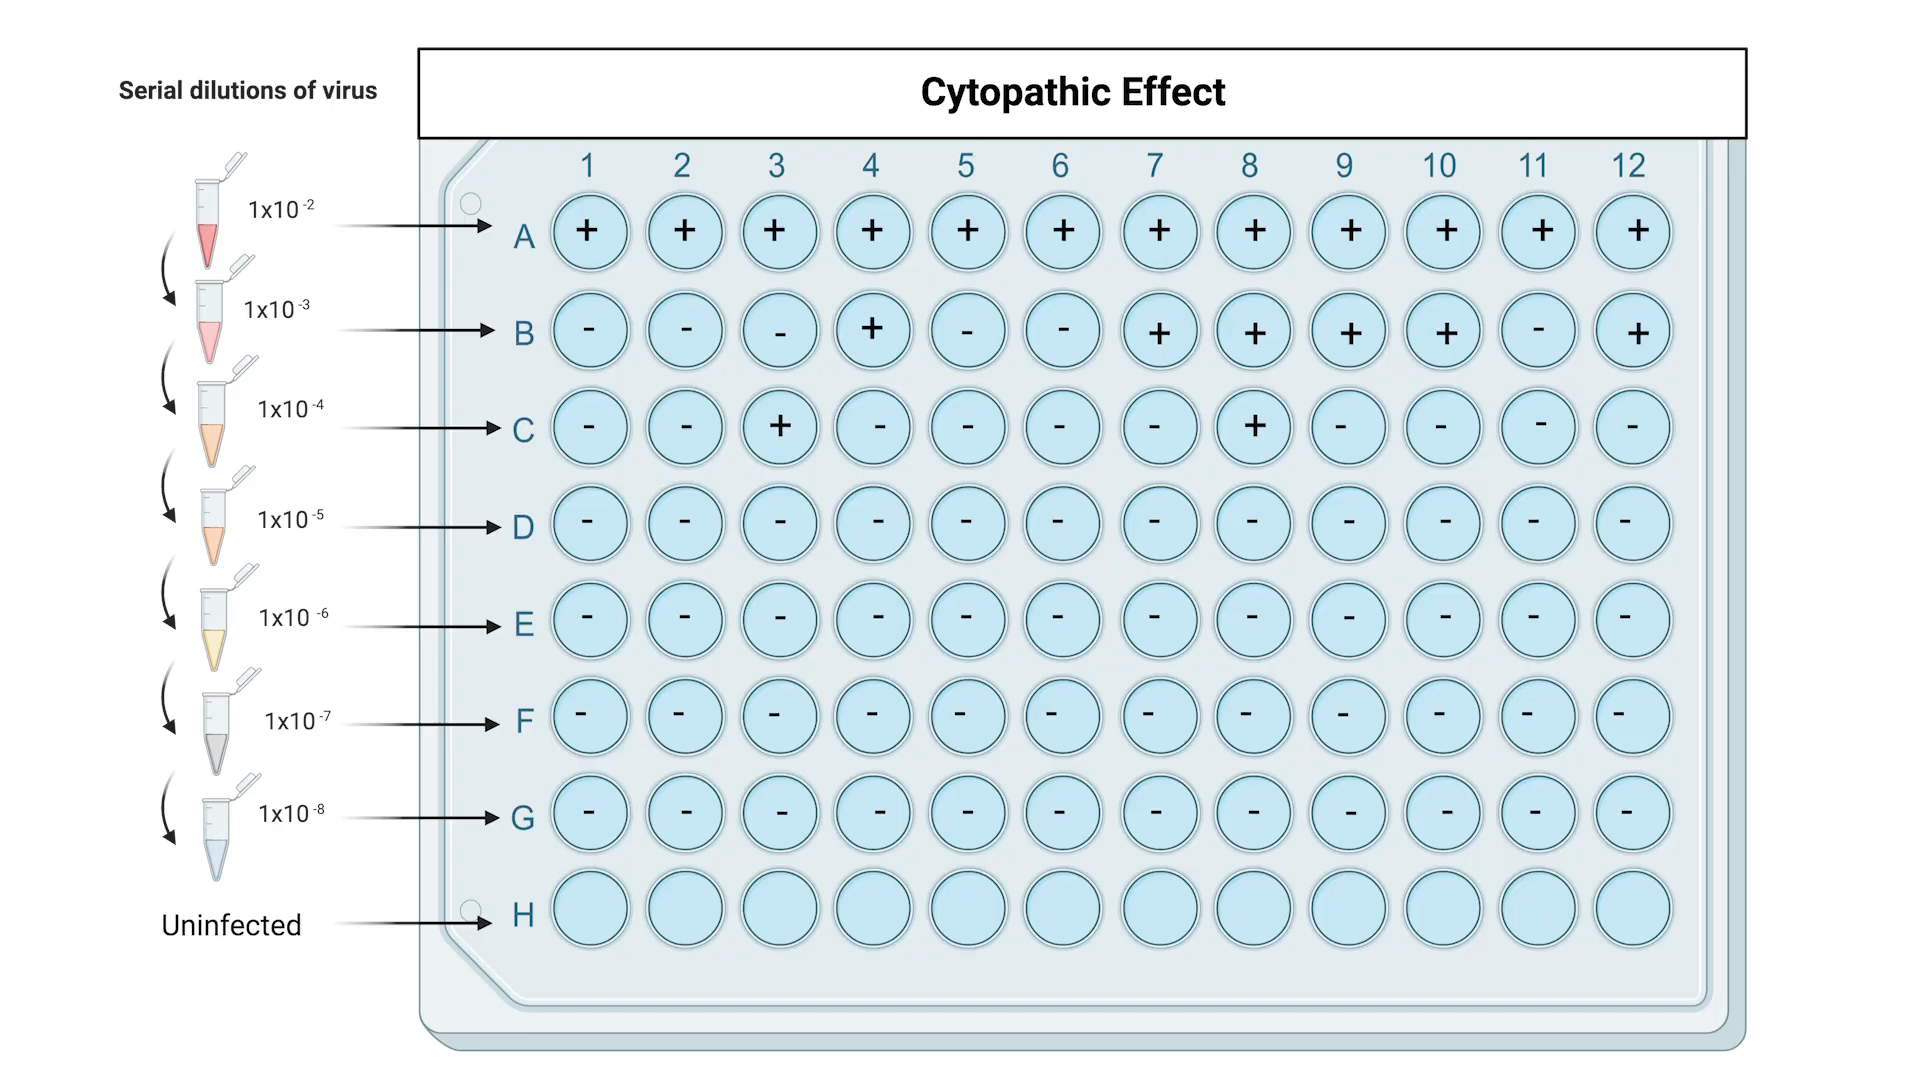 Serial dilutions of virus
Cytopathic Effect
1 2 3 4 5 6 7 8 9 10 11 12
1x10-2 A + + + + + + + + + + + +
1x10-3 B - - - + - - + + + + - +
1x10-4 C - - + - - - - + - - - -
1x10-5 D - - - - - - - - - - - -
1x10-6 E - - - - - - - - - - - -
1x10-7 F - - - - - - - - - - - -
1x10-8 G - - - - - - - - - - - -
Uninfected H